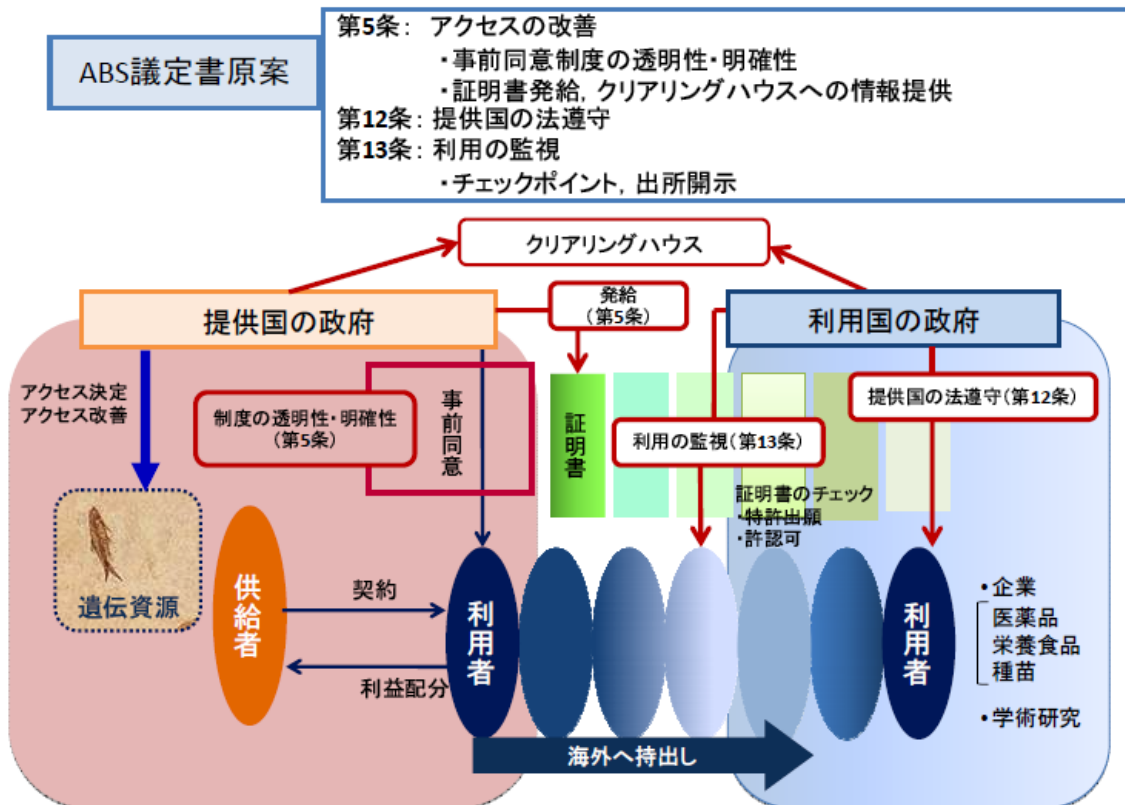 ABS議定書原案
第5条： アクセスの改善
・事前同意制度の透明性・明確性
・証明書発給，クリアリングハウスへの情報提供
第12条： 提供国の法遵守
第13条： 利用の監視
・チェックポイント，出所開示
クリアリングハウス
提供国の政府
発給
（第5条）
利用国の政府
アクセス決定
アクセス改善
制度の透明性・明確性
（第5条）
事前同意
証明書
利用の監視（第13条）
提供国の法遵守（第12条）
証明書のチェック
・特許出願
・許認可
遺伝資源
供給者
契約
利益配分
利用者
利用者
・企業
医薬品
栄養食品
種苗
・学術研究
海外へ持出し